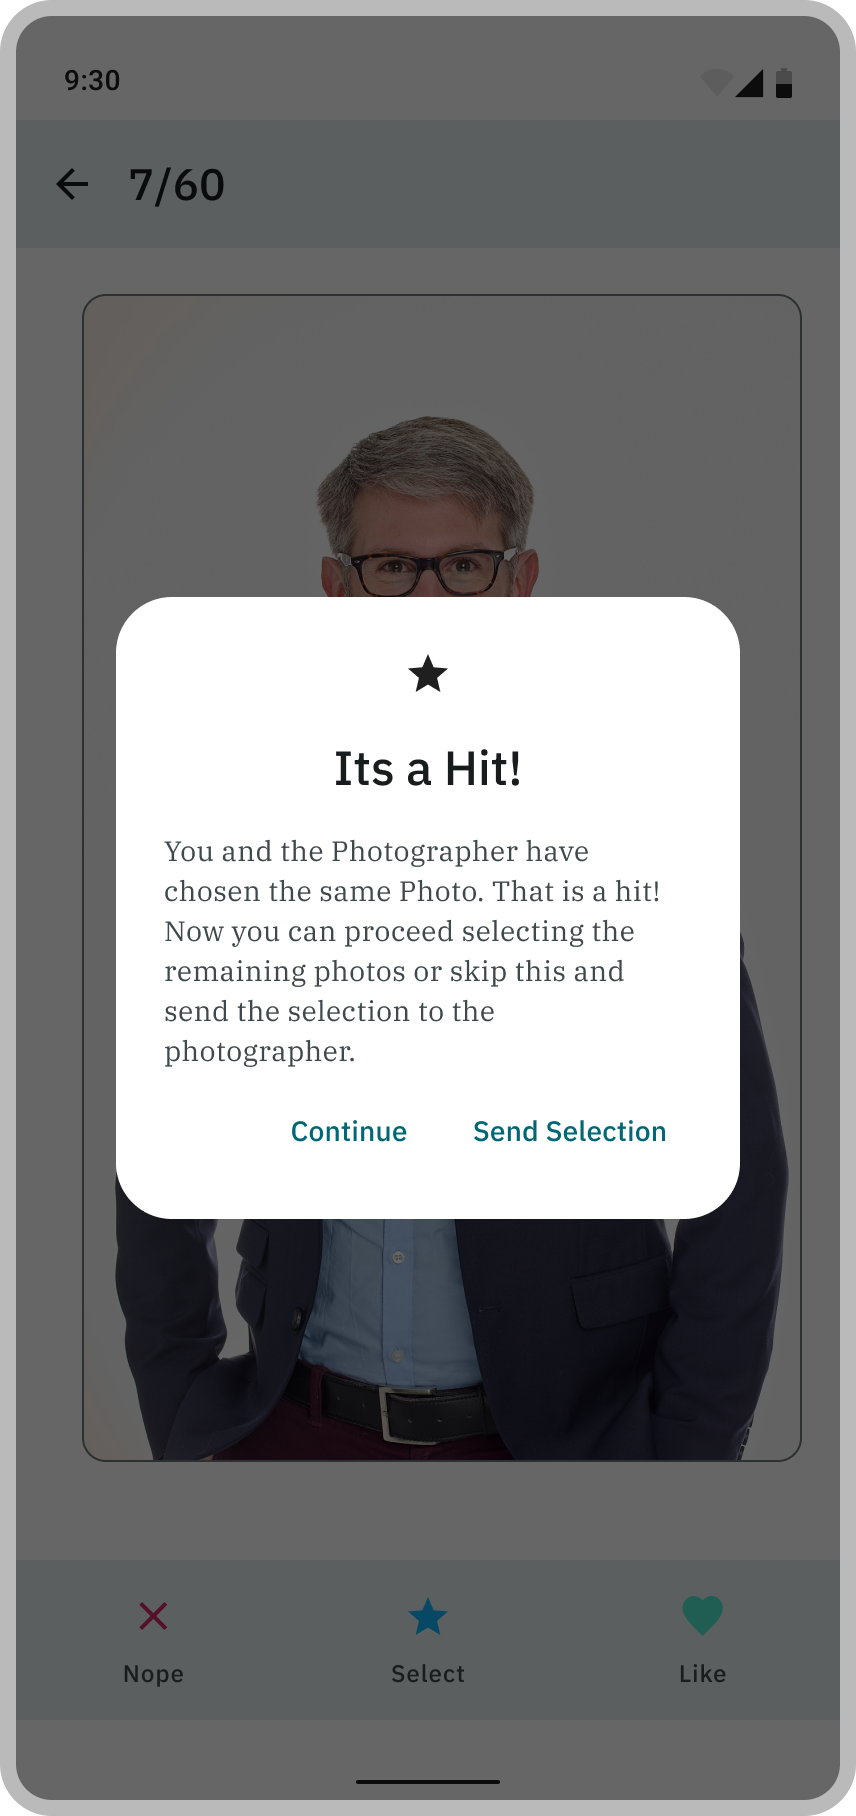 9:30
7/60
Its a Hit!
You and the Photographer have
chosen the same Photo. That is a hit!
Now you can proceed selecting the
remaining photos or skip this and
send the selection to the
photographer.
Continue Send Selection
Nope Select Like